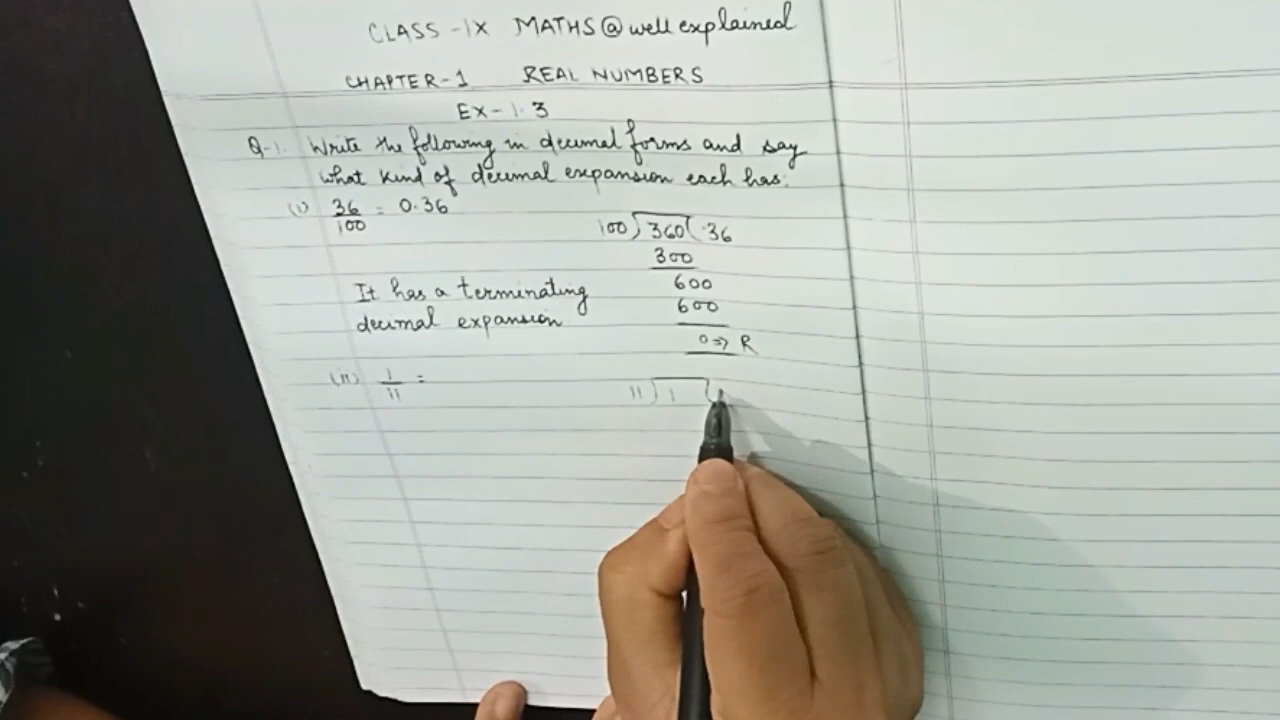 CLASS -IX MATHS@well explained
CHAPTER-1 REAL NUMBERS
EX-1.3
Q-1. Write the following in decimal forms and say
what kind of decimal expansion each has:
(i) 36/100 = 0.36
100) 360( .36
300
600
600
0 => R
It has a terminating
decimal expansion
(ii) 1/11 =
11) 1 (